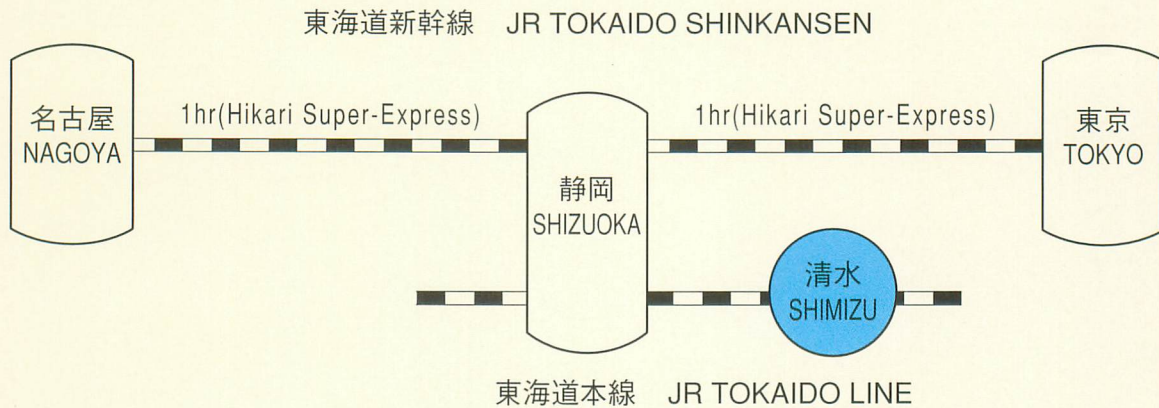 東海道新幹線 JR TOKAIDO SHINKANSEN
名古屋
NAGOYA
1hr(Hikari Super-Express)
静岡
SHIZUOKA
1hr(Hikari Super-Express)
東京
TOKYO
清水
SHIMIZU
東海道本線 JR TOKAIDO LINE